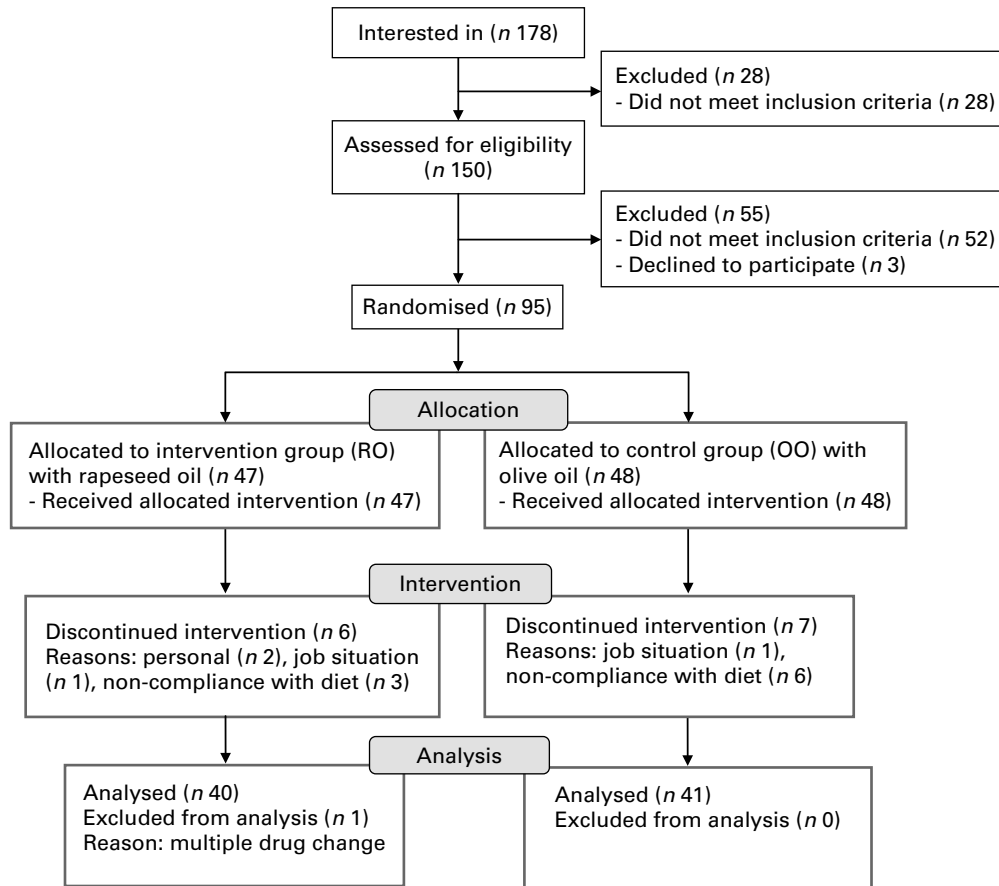 Interested in (n 178)
Excluded (n 28)
- Did not meet inclusion criteria (n 28)
Assessed for eligibility
(n 150)
Excluded (n 55)
- Did not meet inclusion criteria (n 52)
- Declined to participate (n 3)
Randomised (n 95)
Allocation
Allocated to intervention group (RO)
with rapeseed oil (n 47)
- Received allocated intervention (n 47)
Allocated to control group (OO) with
olive oil (n 48)
- Received allocated intervention (n 48)
Intervention
Discontinued intervention (n 6)
Reasons: personal (n 2), job situation
(n 1), non-compliance with diet (n 3)
Discontinued intervention (n 7)
Reasons: job situation (n 1),
non-compliance with diet (n 6)
Analysis
Analysed (n 40)
Excluded from analysis (n 1)
Reason: multiple drug change
Analysed (n 41)
Excluded from analysis (n 0)